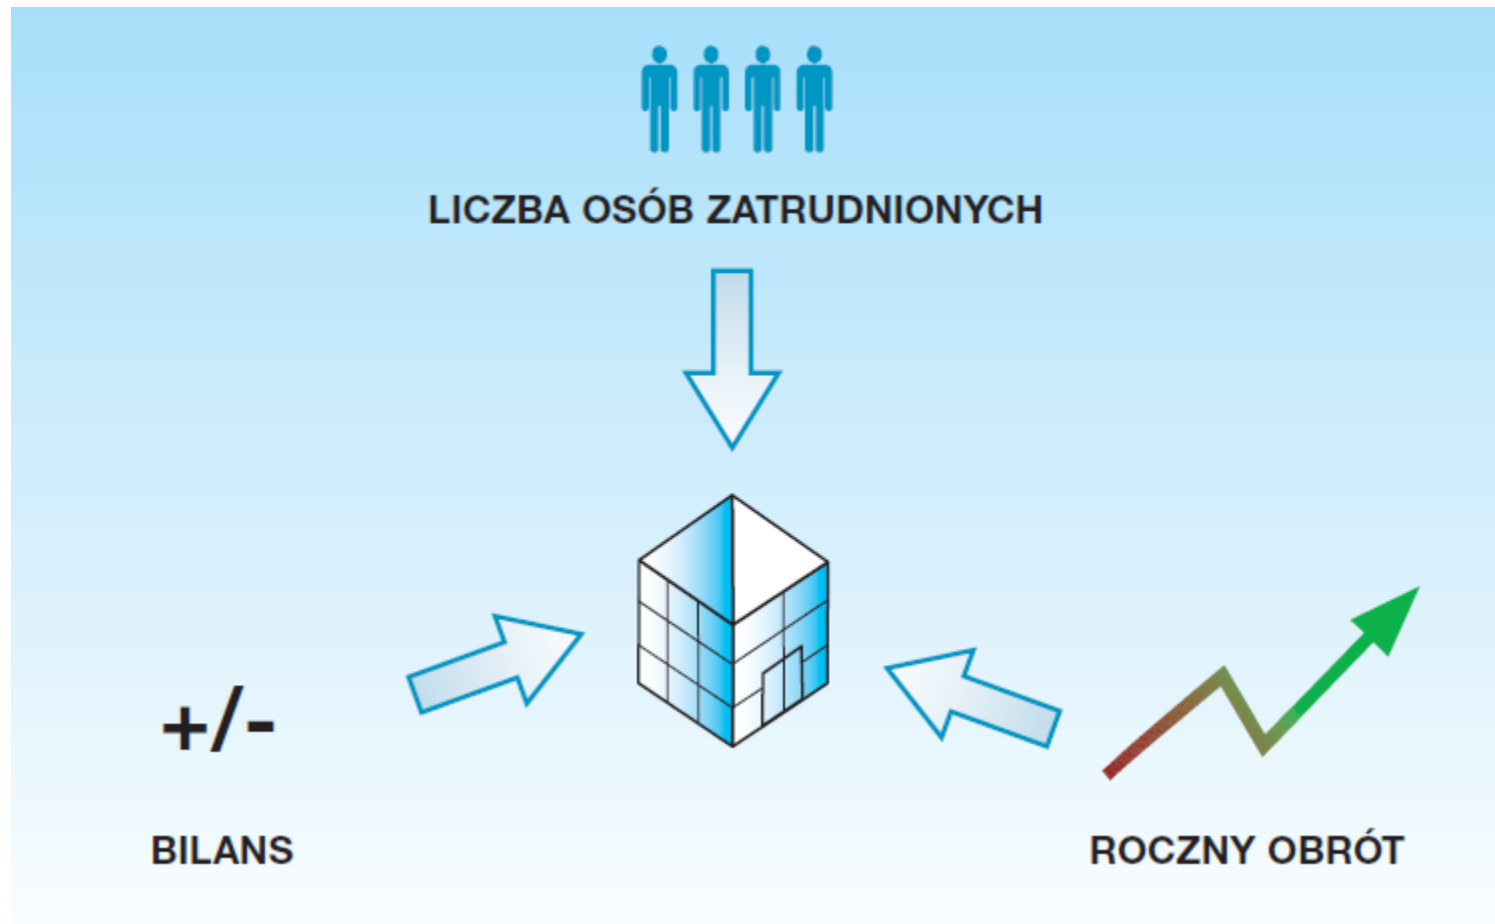 LICZBA OSÓB ZATRUDNIONYCH
+/-
BILANS
ROCZNY OBRÓT